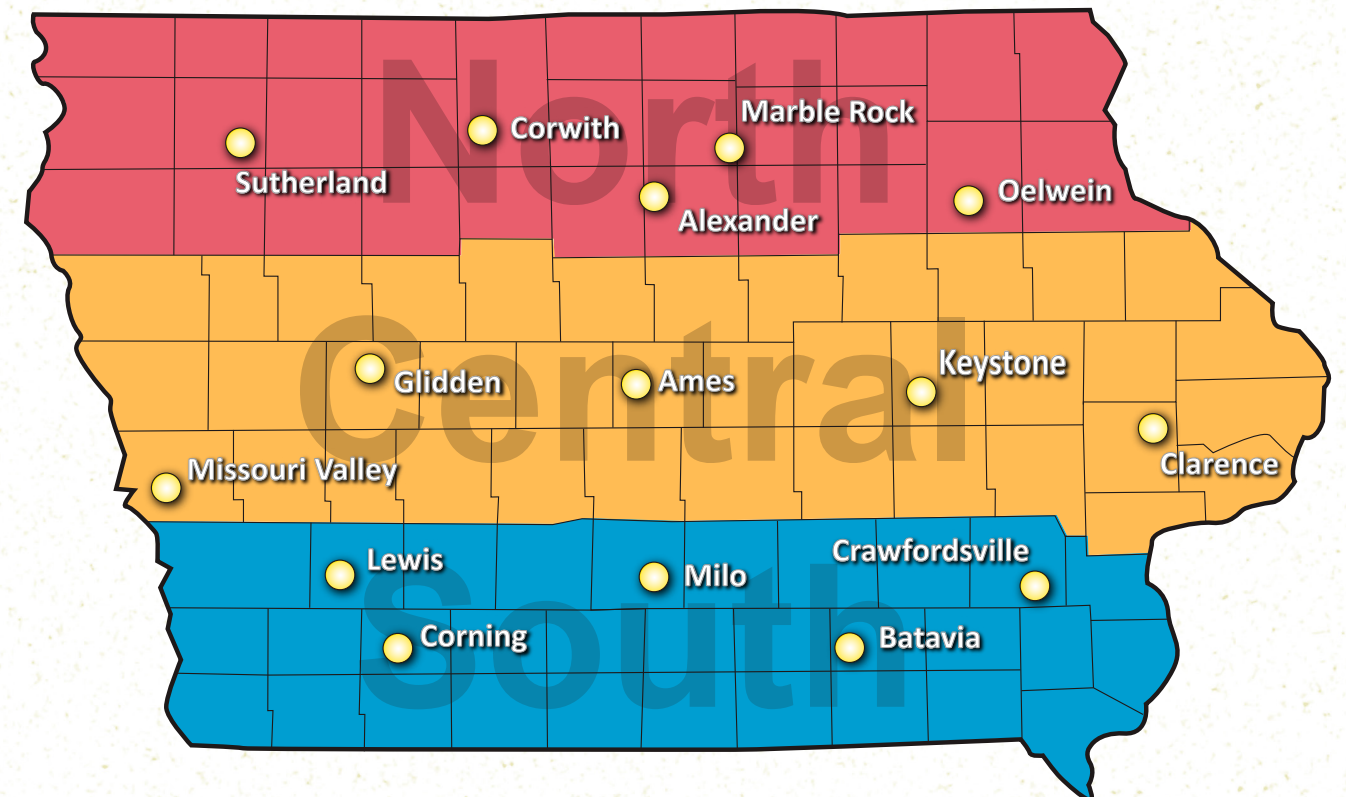 North
Marble Rock
Corwith
Sutherland
Oelwein
Alexander
Central
Keystone
Glidden
Ames
Clarence
Missouri Valley
South
Crawfordsville
Lewis
Milo
Corning
Batavia